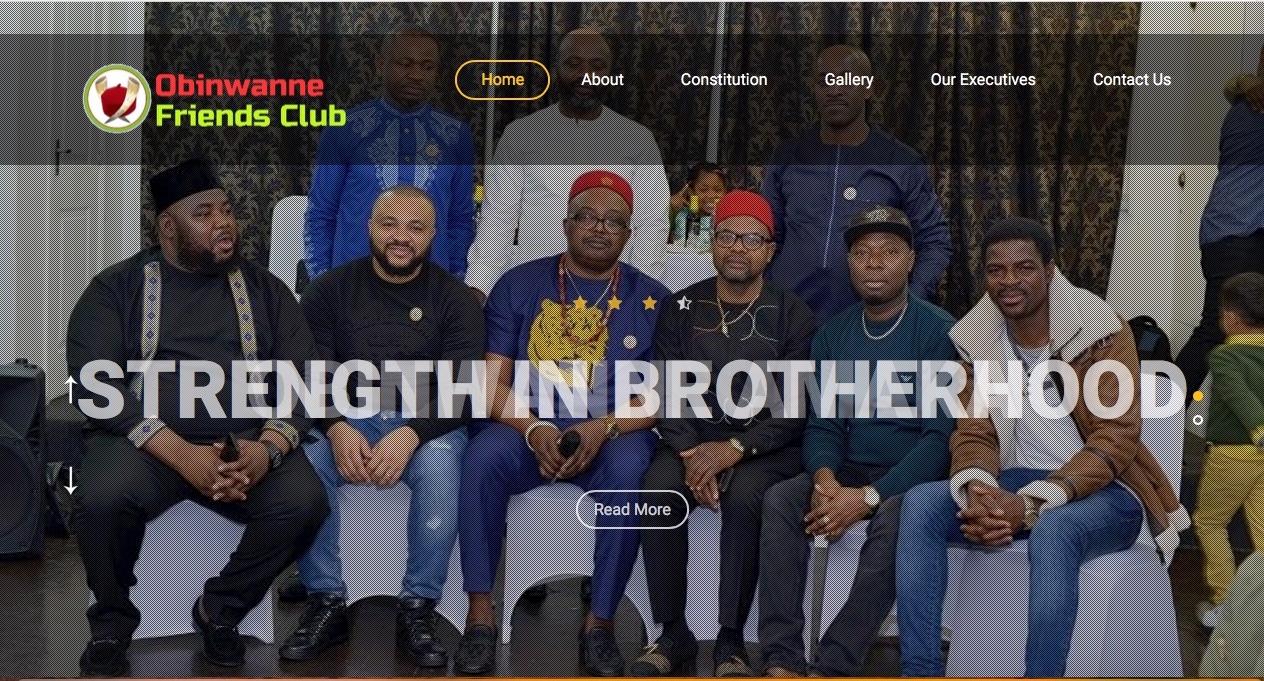 Obinwanne
Friends Club
Home About Constitution Gallery Our Executives Contact Us
STRENGTH IN BROTHERHOOD
Read More